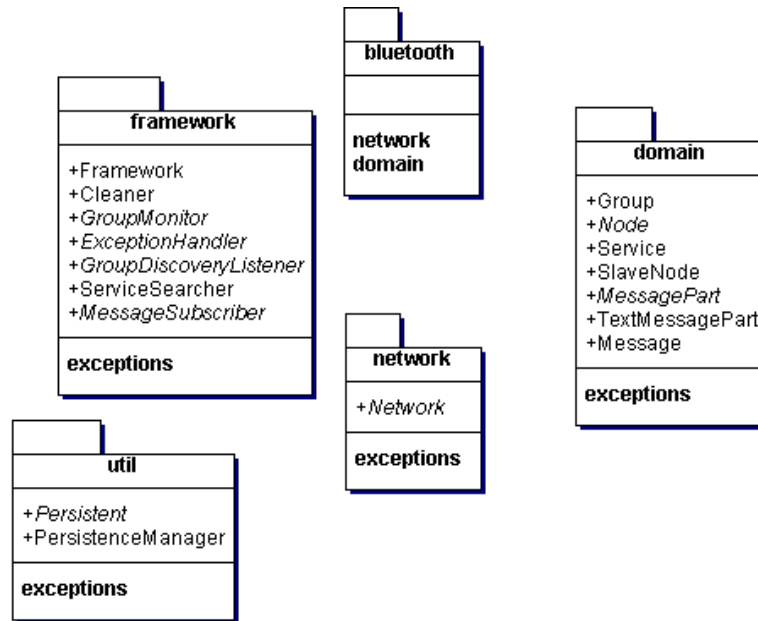 bluetooth
network
domain
framework
+Framework
+Cleaner
+GroupMonitor
+ExceptionHandler
+GroupDiscoveryListener
+ServiceSearcher
+MessageSubscriber
exceptions
domain
+Group
+Node
+Service
+SlaveNode
+MessagePart
+TextMessagePart
+Message
exceptions
network
+Network
exceptions
util
+Persistent
+PersistenceManager
exceptions